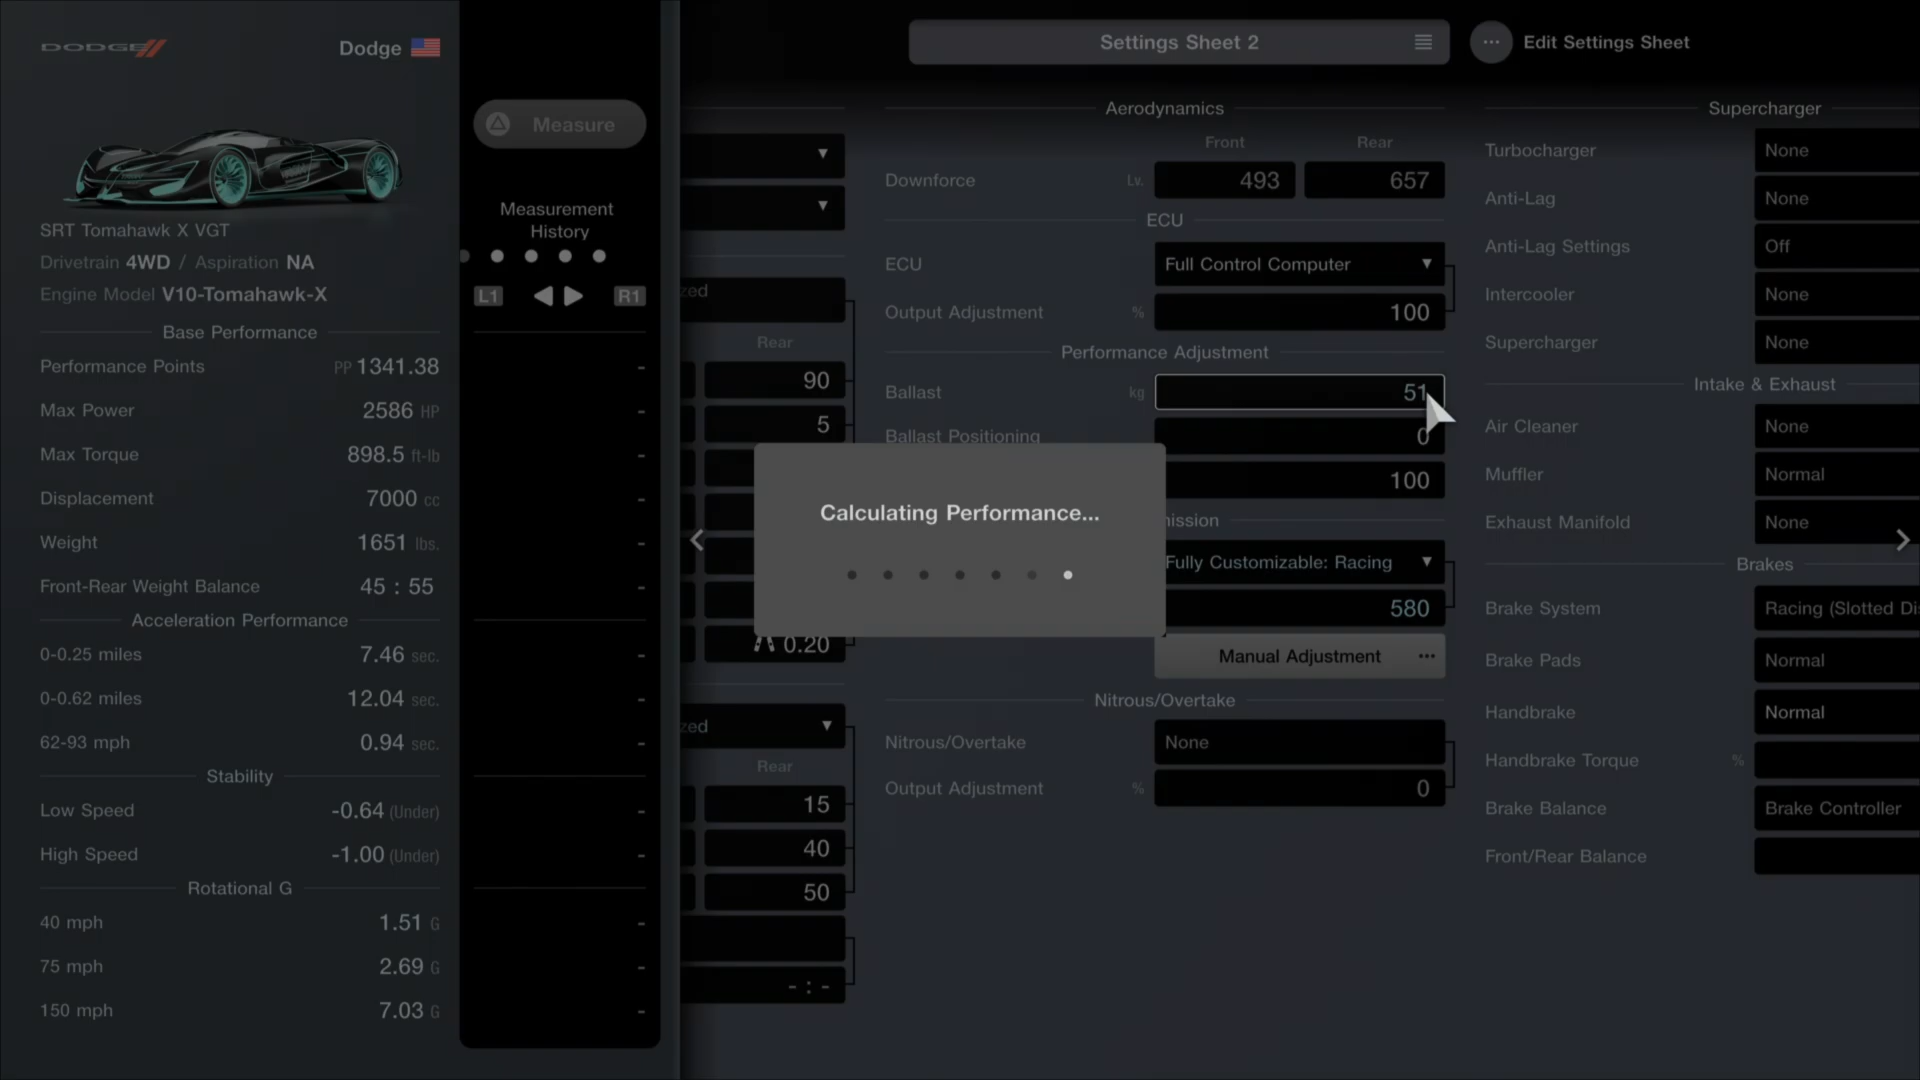 DODGE
Dodge
SRT Tomahawk X VGT
Drivetrain 4WD / Aspiration NA
Engine Model V10-Tomahawk-X
Base Performance
Performance Points PP 1341.38
Max Power 2586 HP
Max Torque 898.5 ft-lb
Displacement 7000 cc
Weight 1651 lbs.
Front-Rear Weight Balance 45 : 55
Acceleration Performance
0-0.25 miles 7.46 sec.
0-0.62 miles 12.04 sec.
62-93 mph 0.94 sec.
Stability
Low Speed -0.64 (Under)
High Speed -1.00 (Under)
Rotational G
40 mph 1.51 G
75 mph 2.69 G
150 mph 7.03 G
Measure
Measurement
History
L1 R1
-
-
-
-
-
-
-
-
-
-
-
-
-
-
zed
Rear
90
5
0.20
zed
Rear
15
40
50
- : -
Settings Sheet 2
Edit Settings Sheet
Aerodynamics
Front Rear
Downforce Lv. 493 657
ECU
ECU Full Control Computer
Output Adjustment % 100
Performance Adjustment
Ballast kg 51
Ballast Positioning 0
100
Calculating Performance...
mission
Fully Customizable: Racing
580
Manual Adjustment
Nitrous/Overtake
Nitrous/Overtake None
Output Adjustment % 0
Supercharger
Turbocharger None
Anti-Lag None
Anti-Lag Settings Off
Intercooler None
Supercharger None
Intake & Exhaust
Air Cleaner None
Muffler Normal
Exhaust Manifold None
Brakes
Brake System Racing (Slotted Di
Brake Pads Normal
Handbrake Normal
Handbrake Torque %
Brake Balance Brake Controller
Front/Rear Balance